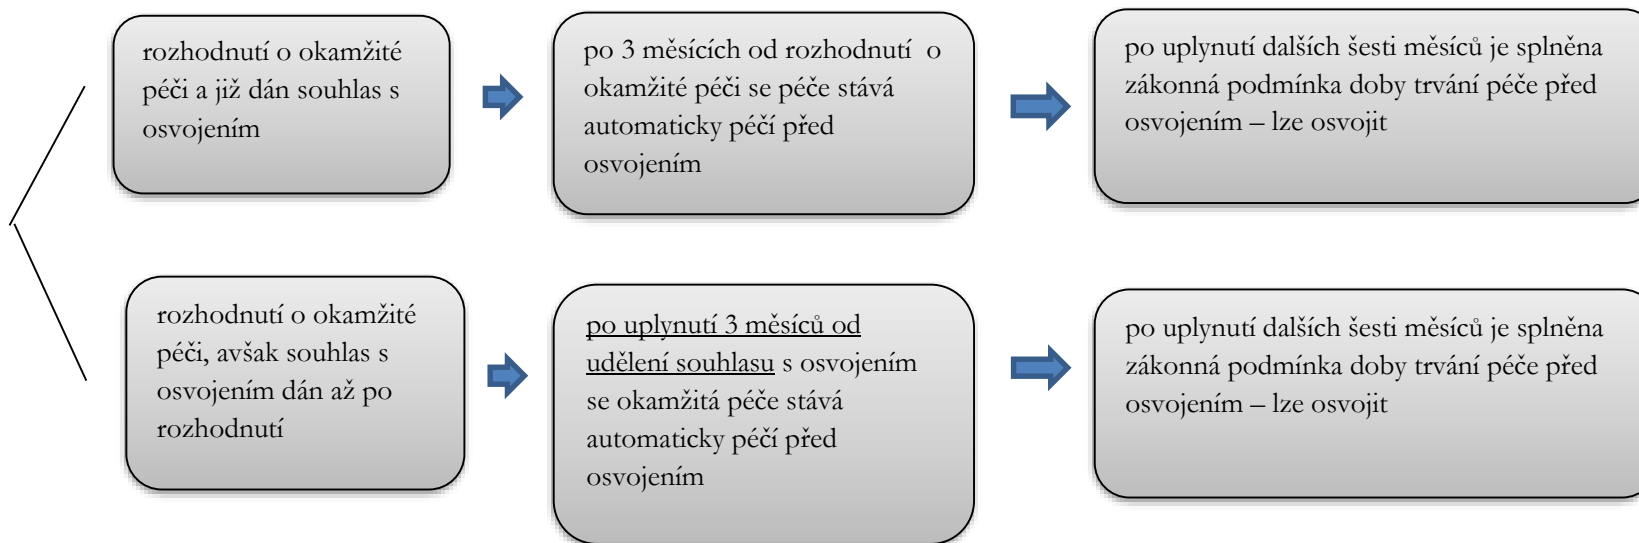 rozhodnutí o okamžité
péči a již dán souhlas s
osvojením
po 3 měsících od rozhodnutí o
okamžité péči se péče stává
automaticky péčí před
osvojením
po uplynutí dalších šesti měsíců je splněna
zákonná podmínka doby trvání péče před
osvojením – lze osvojit
rozhodnutí o okamžité
péči, avšak souhlas s
osvojením dán až po
rozhodnutí
po uplynutí 3 měsíců od
udělení souhlasu s osvojením
se okamžitá péče stává
automaticky péčí před
osvojením
po uplynutí dalších šesti měsíců je splněna
zákonná podmínka doby trvání péče před
osvojením – lze osvojit